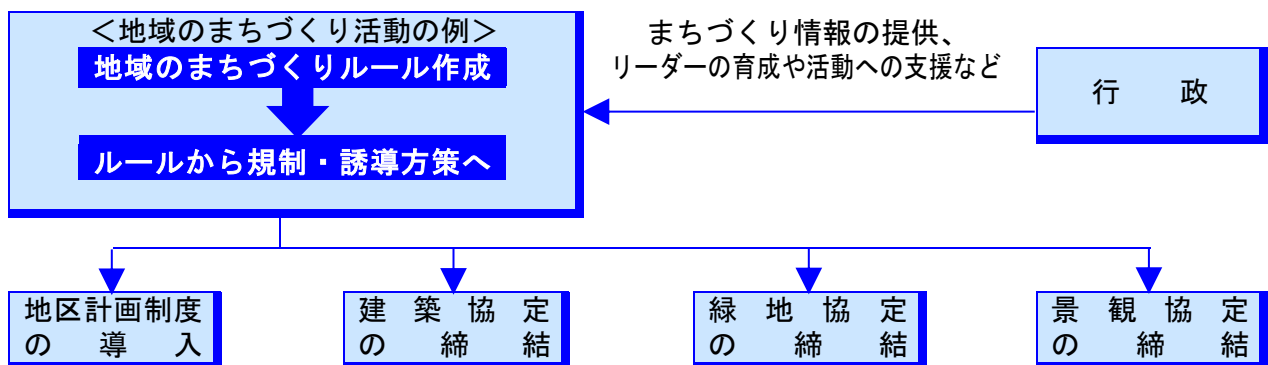 ＜地域のまちづくり活動の例＞
地域のまちづくりルール作成
ルールから規制・誘導方策へ
まちづくり情報の提供、
リーダーの育成や活動への支援など
行政
地区計画制度
の導入
建築協定
の締結
緑地協定
の締結
景観協定
の締結